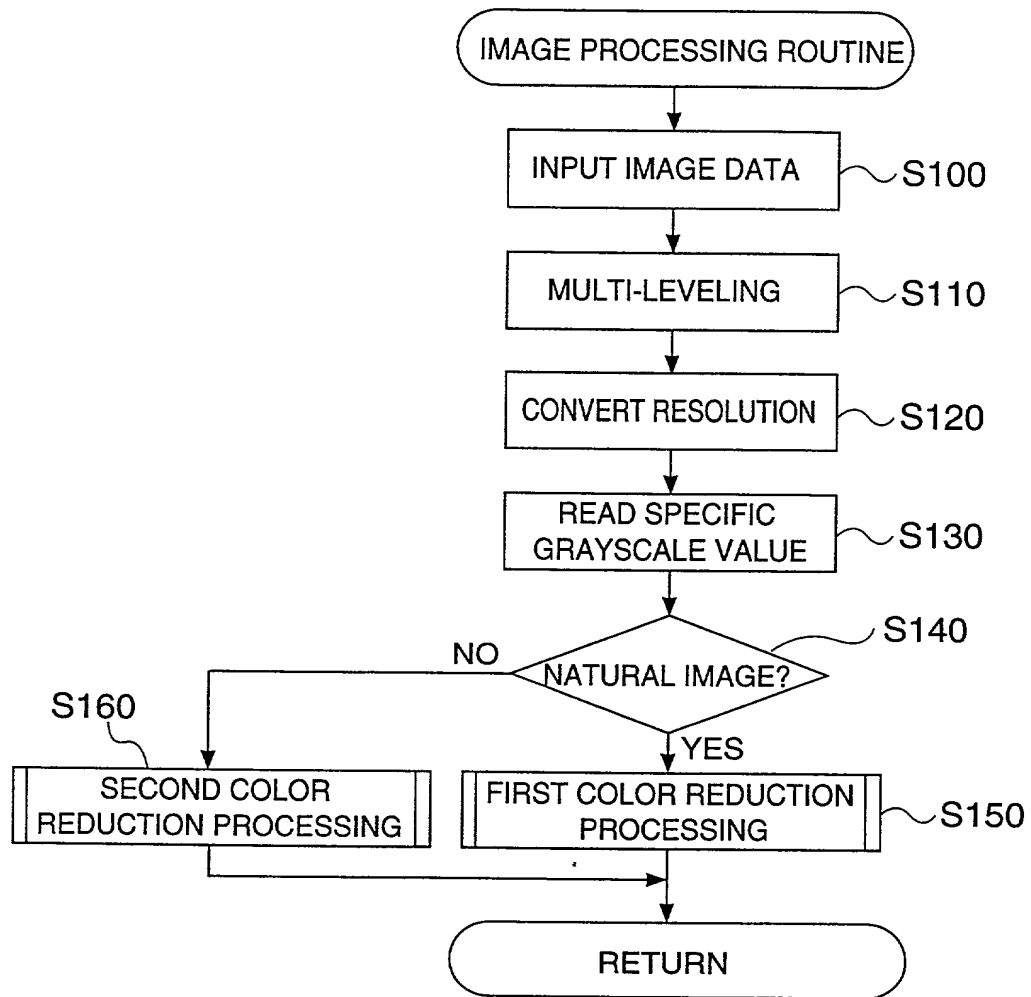 IMAGE PROCESSING ROUTINE
INPUT IMAGE DATA
S100
MULTI-LEVELING
S110
CONVERT RESOLUTION
S120
READ SPECIFIC
GRAYSCALE VALUE
S130
S140
NATURAL IMAGE?
NO
YES
S160
SECOND COLOR
REDUCTION PROCESSING
FIRST COLOR REDUCTION
PROCESSING
S150
RETURN